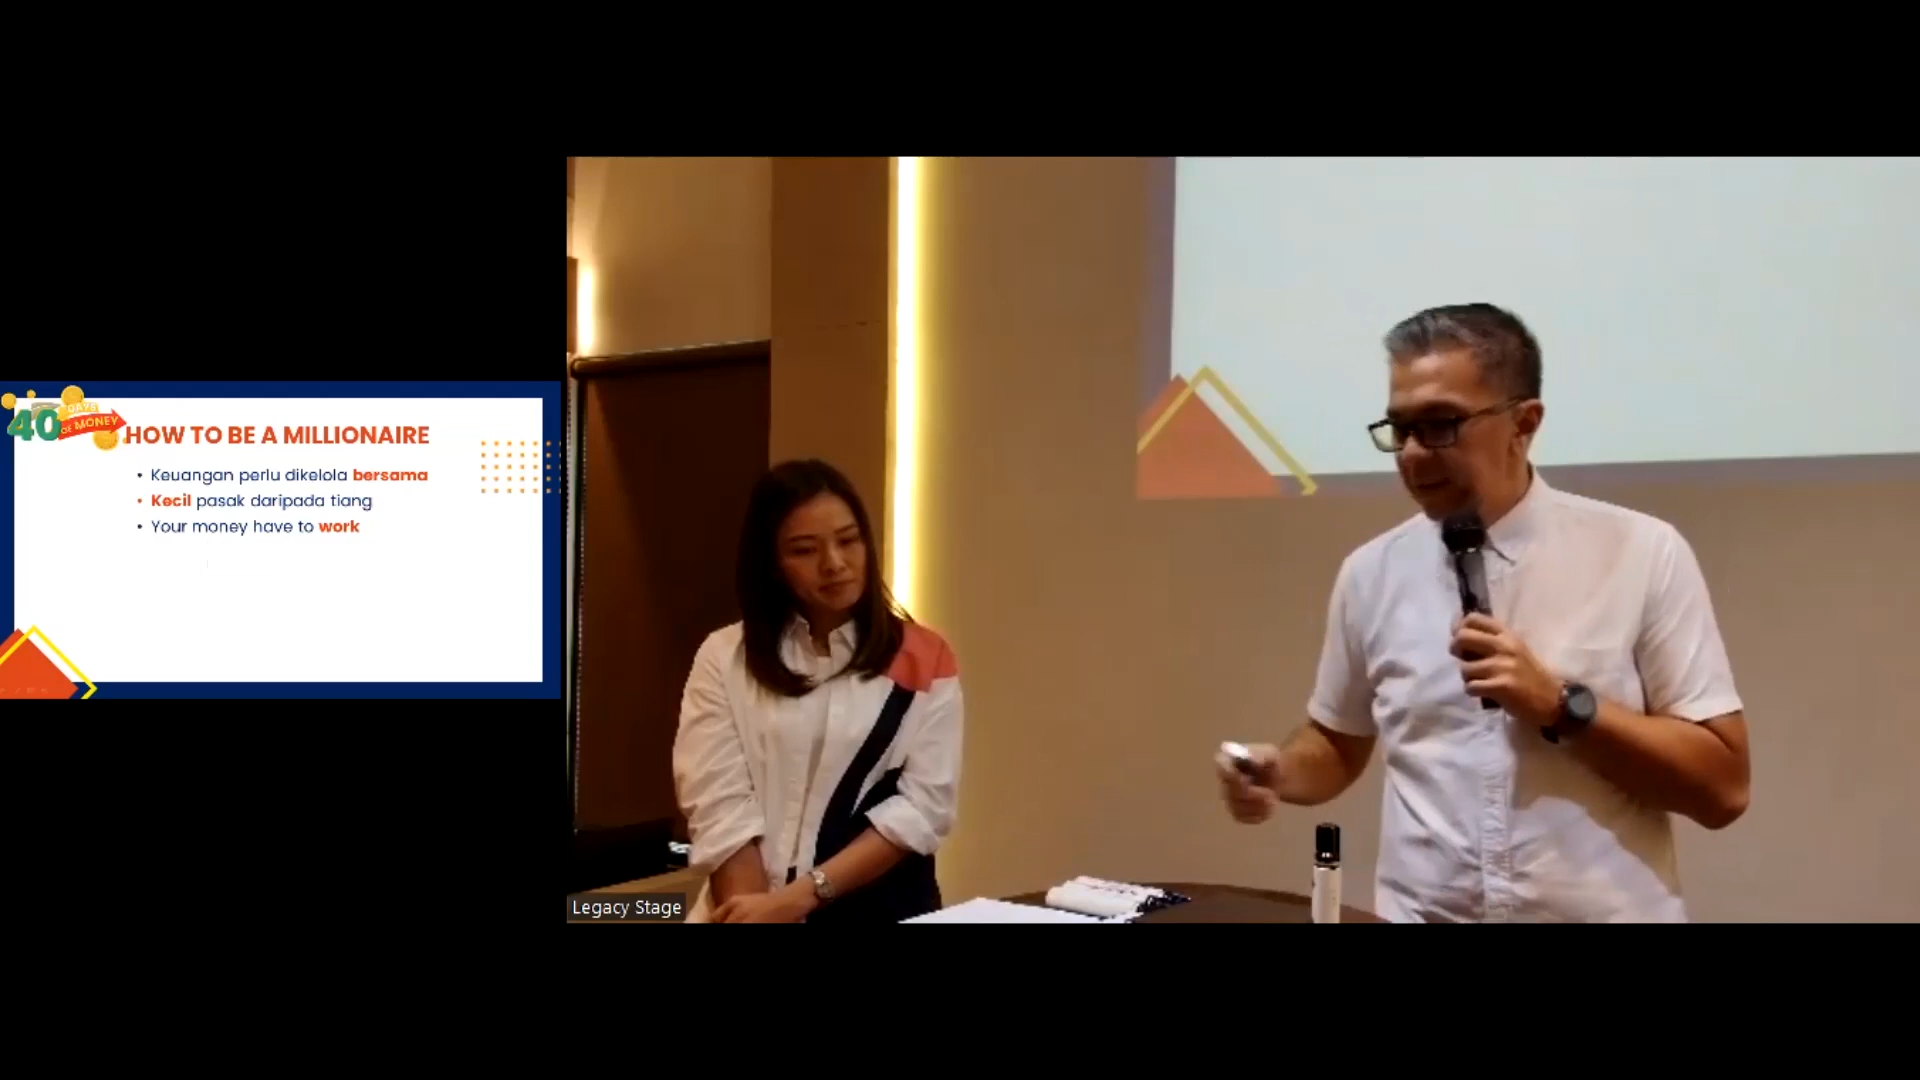 40 DAYS
OF MONEY
HOW TO BE A MILLIONAIRE
• Keuangan perlu dikelola bersama
• Kecil pasak daripada tiang
• Your money have to work
Legacy Stage